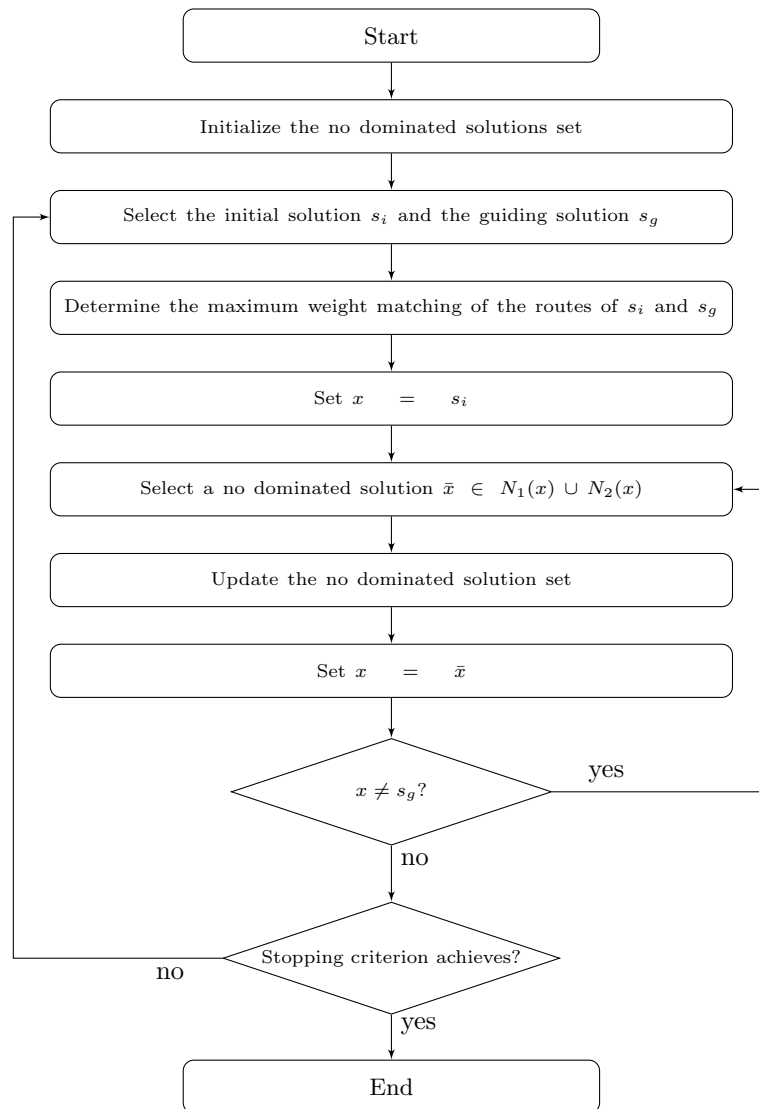 Start
Initialize the no dominated solutions set
Select the initial solution s_i and the guiding solution s_g
Determine the maximum weight matching of the routes of s_i and s_g
Set x = s_i
Select a no dominated solution x̄ ∈ N_1(x) ∪ N_2(x)
Update the no dominated solution set
Set x = x̄
x ≠ s_g?
yes
no
Stopping criterion achieves?
no
yes
End